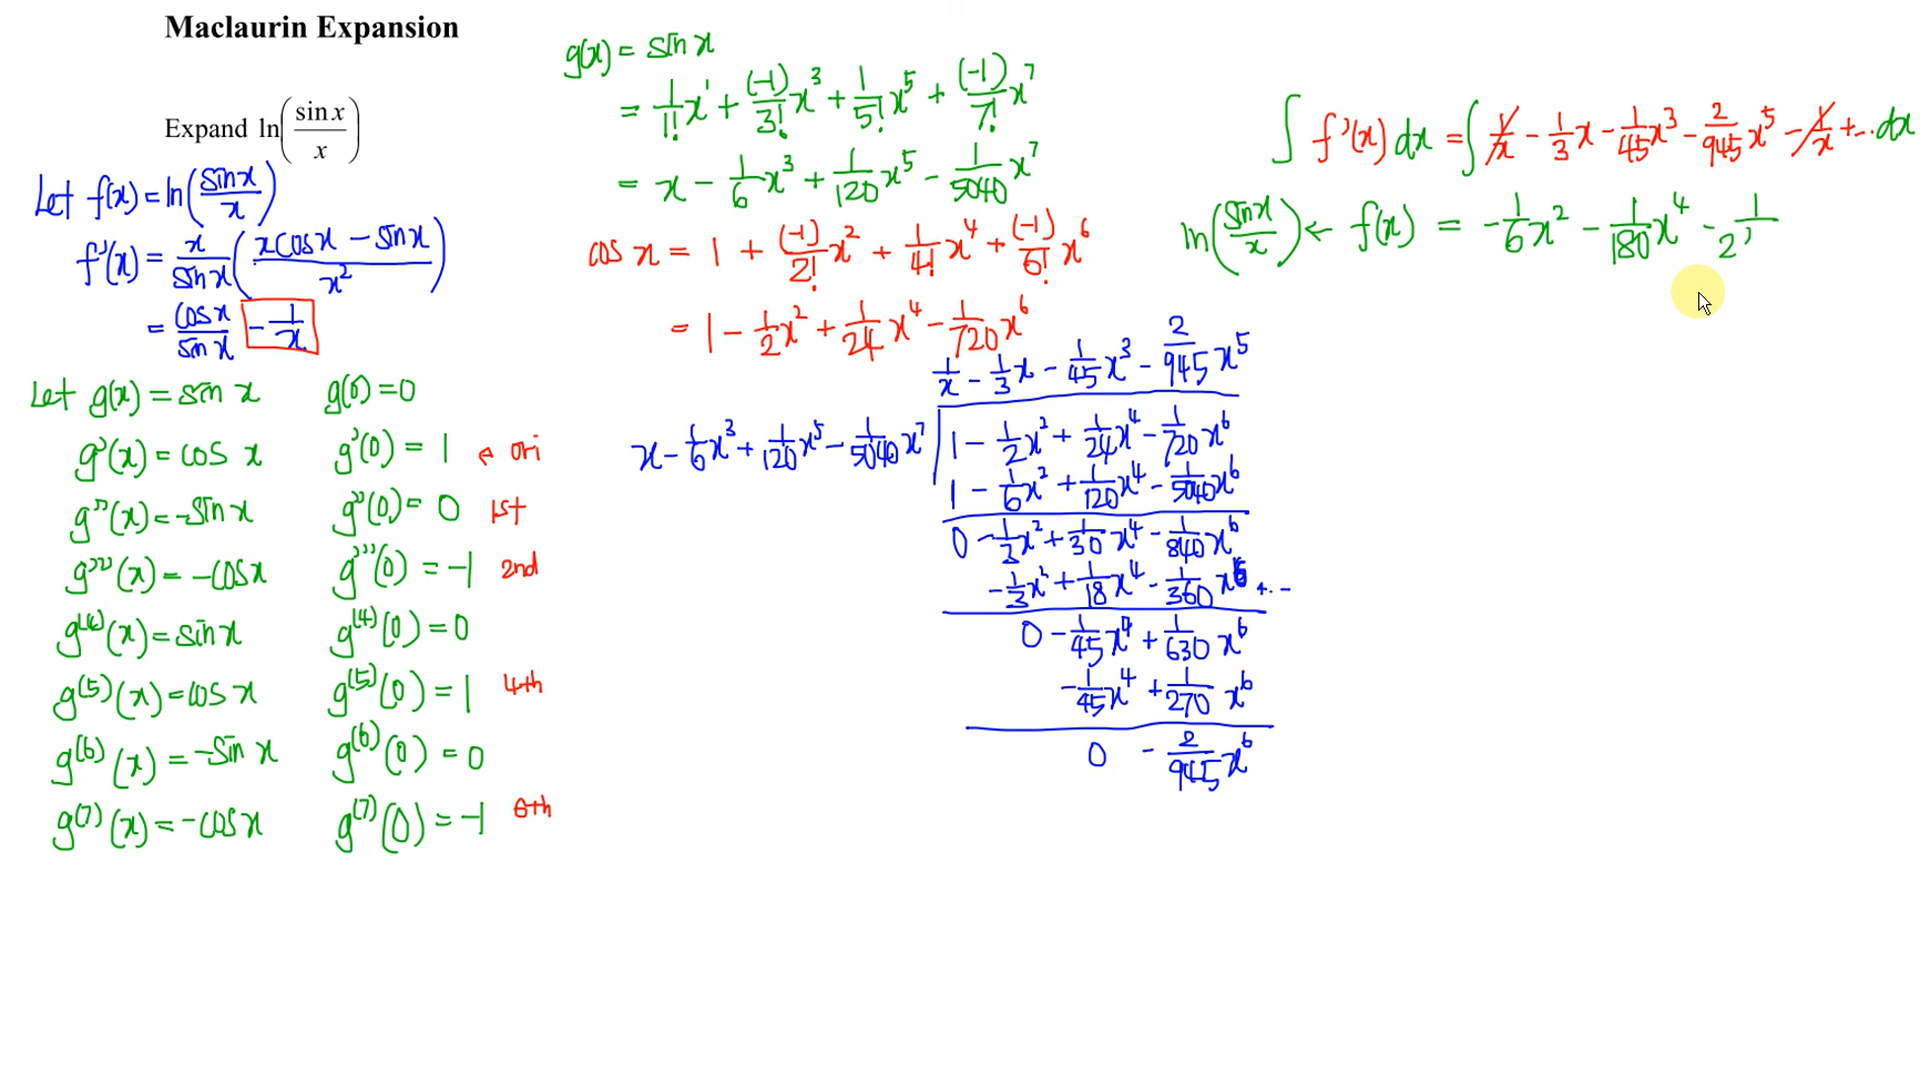 Maclaurin Expansion
Expand ln(sin x / x)
Let f(x) = ln(sin x / x)
f'(x) = x/sin x (x cos x − sin x / x²)
= cos x / sin x − 1/x
Let g(x) = sin x g(0) = 0
g'(x) = cos x g'(0) = 1 ← ori
g''(x) = −sin x g''(0) = 0 1st
g'''(x) = −cos x g'''(0) = −1 2nd
g⁽⁴⁾(x) = sin x g⁽⁴⁾(0) = 0
g⁽⁵⁾(x) = cos x g⁽⁵⁾(0) = 1 4th
g⁽⁶⁾(x) = −sin x g⁽⁶⁾(0) = 0
g⁽⁷⁾(x) = −cos x g⁽⁷⁾(0) = −1 6th
g(x) = sin x
= 1/1! x¹ + (−1)/3! x³ + 1/5! x⁵ + (−1)/7! x⁷
= x − 1/6 x³ + 1/120 x⁵ − 1/5040 x⁷
cos x = 1 + (−1)/2! x² + 1/4! x⁴ + (−1)/6! x⁶
= 1 − 1/2 x² + 1/24 x⁴ − 1/720 x⁶
1/x − 1/3 x − 1/45 x³ − 2/945 x⁵
x − 1/6 x³ + 1/120 x⁵ − 1/5040 x⁷ 1 − 1/2 x² + 1/24 x⁴ − 1/720 x⁶
1 − 1/6 x² + 1/120 x⁴ − 1/5040 x⁶
0 − 1/3 x² + 1/30 x⁴ − 1/840 x⁶
−1/3 x² + 1/18 x⁴ − 1/360 x⁶ + ...
0 − 1/45 x⁴ + 1/630 x⁶
−1/45 x⁴ + 1/270 x⁶
0 − 2/945 x⁶
∫ f'(x) dx = ∫ 1/x − 1/3 x − 1/45 x³ − 2/945 x⁵ − 1/x + ... dx
ln(sin x / x) ← f(x) = −1/6 x² − 1/180 x⁴ − 1/2